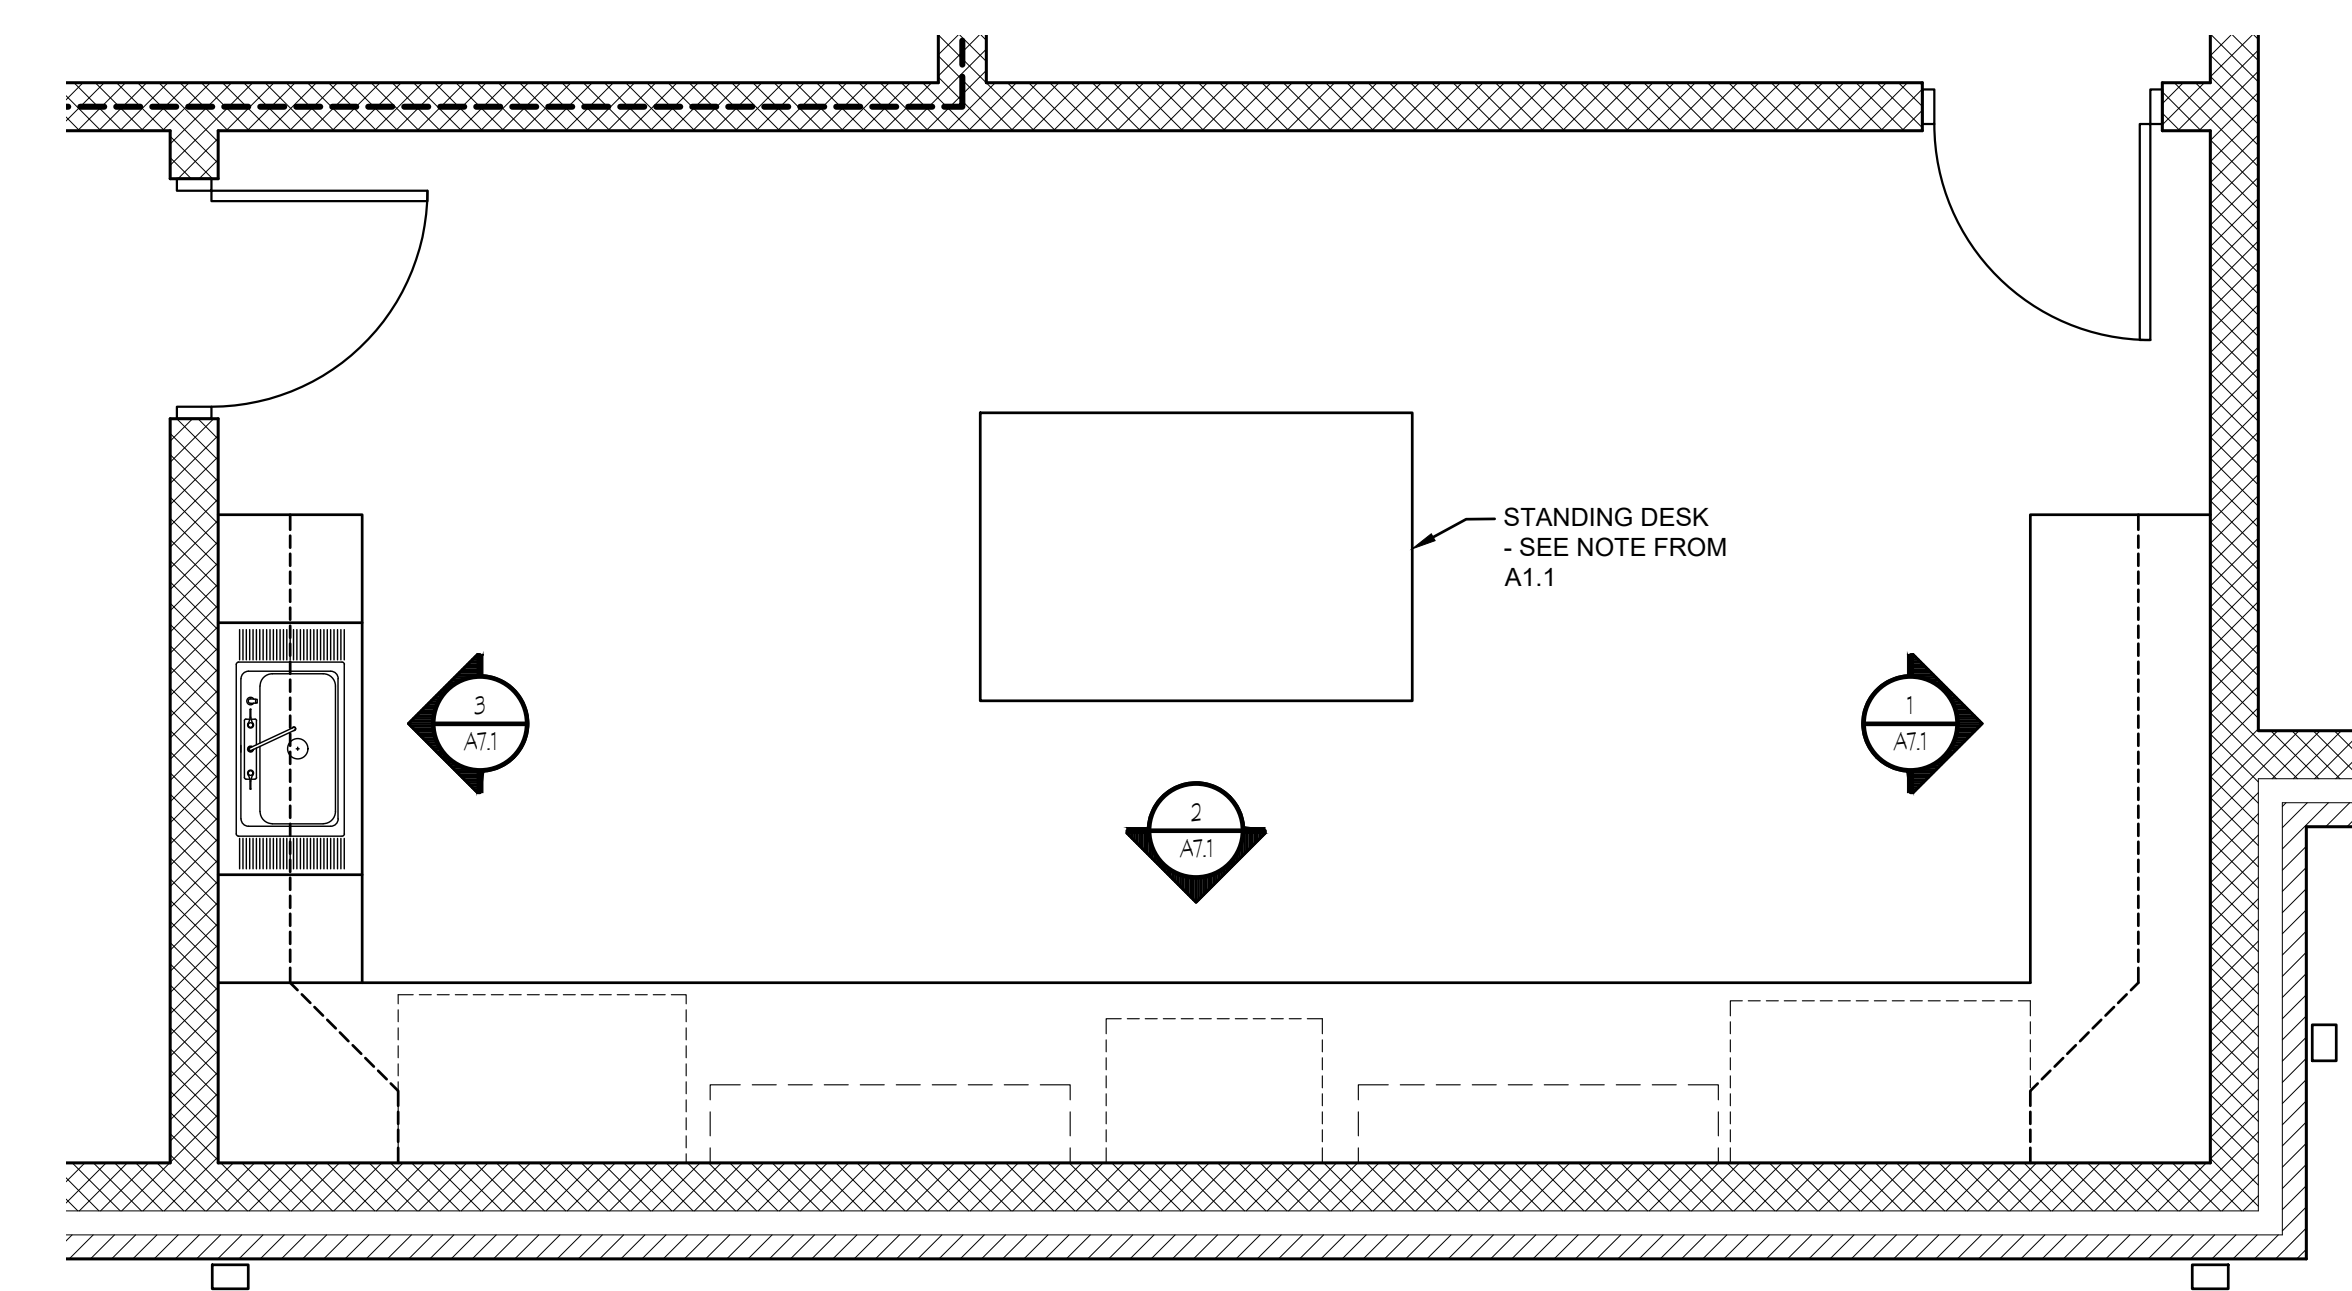 STANDING DESK
- SEE NOTE FROM
A1.1
3
A7.1
1
A7.1
2
A7.1